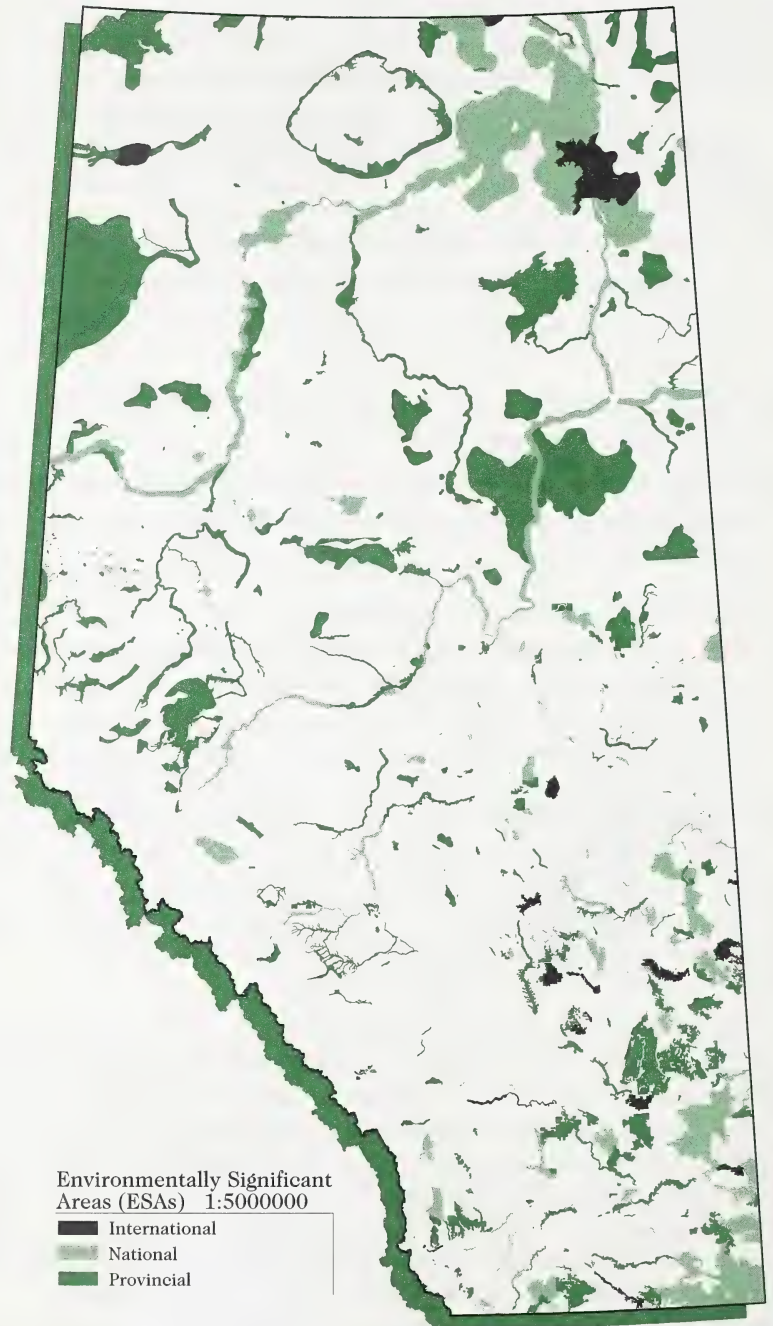 Environmentally Significant
Areas (ESAs) 1:5000000
International
National
Provincial